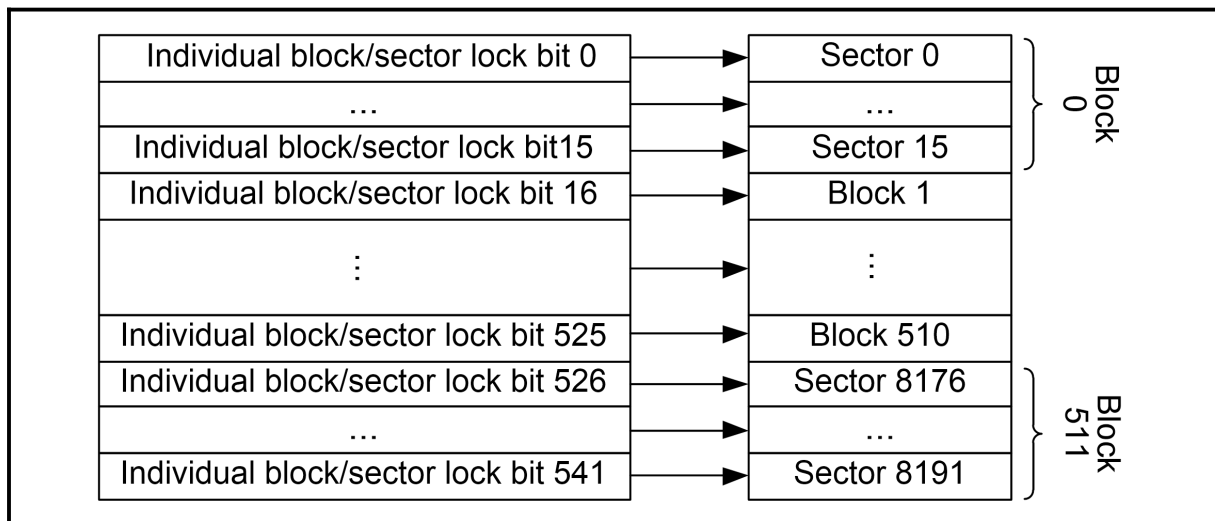 Individual block/sector lock bit 0
Sector 0
...
...
Individual block/sector lock bit15
Sector 15
Block
0
Individual block/sector lock bit 16
Block 1
⋮
⋮
Individual block/sector lock bit 525
Block 510
Individual block/sector lock bit 526
Sector 8176
...
...
Individual block/sector lock bit 541
Sector 8191
Block
511